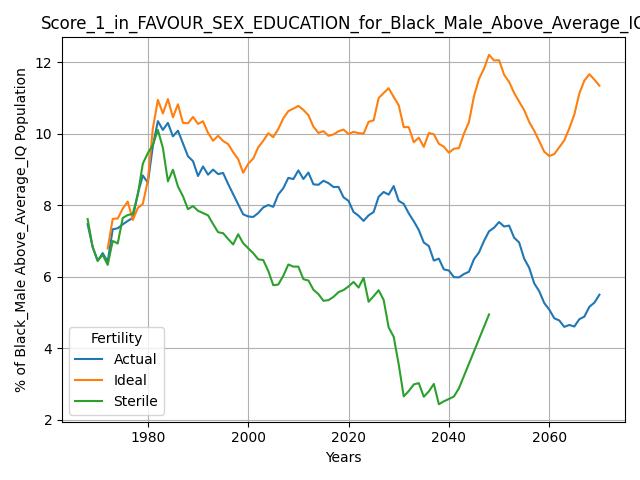 Score_1_in_FAVOUR_SEX_EDUCATION_for_Black_Male_Above_Average_IQ
% of Black_Male Above_Average_IQ Population
12
10
8
6
4
2
Fertility
Actual
Ideal
Sterile
1980 2000 2020 2040 2060
Years